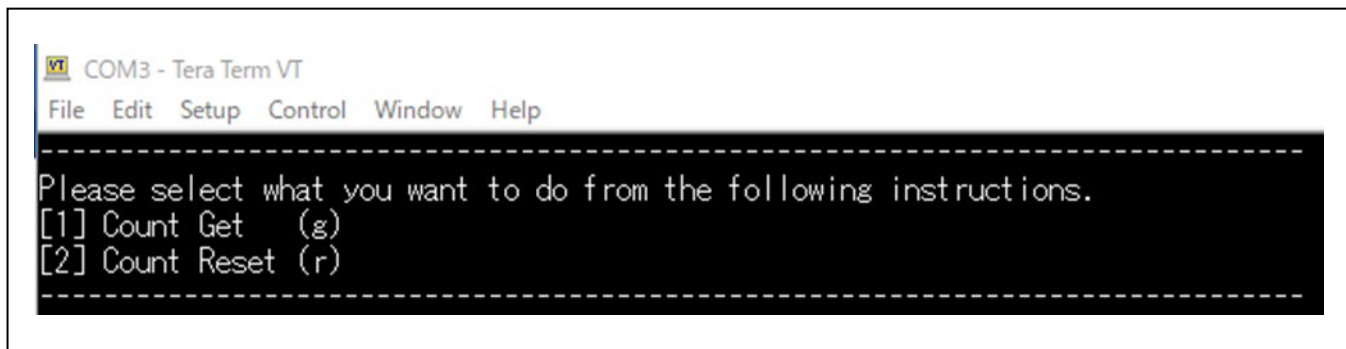 VT COM3 - Tera Term VT
File Edit Setup Control Window Help
--------------------------------------------------------------------------------
Please select what you want to do from the following instructions.
[1] Count Get   (g)
[2] Count Reset (r)
--------------------------------------------------------------------------------